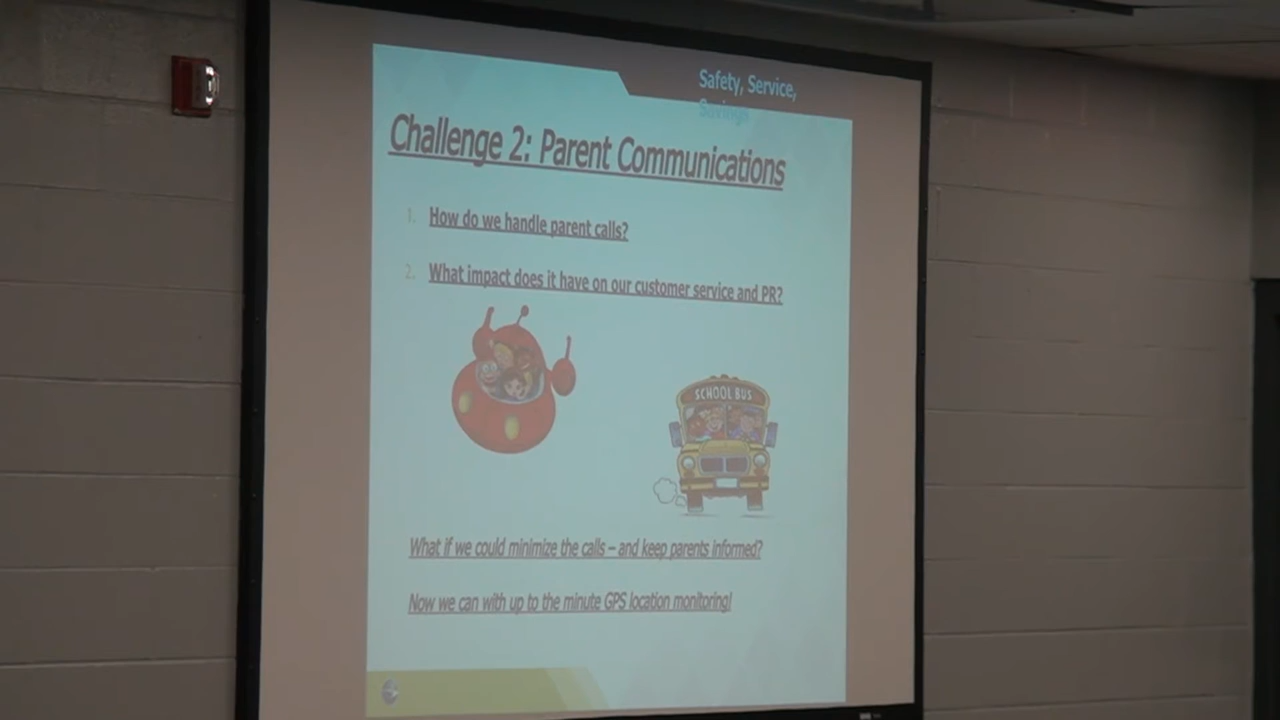 Safety, Service,
Savings
Challenge 2: Parent Communications
1. How do we handle parent calls?
2. What impact does it have on our customer service and PR?
SCHOOL BUS
What if we could minimize the calls – and keep parents informed?
Now we can with up to the minute GPS location monitoring!